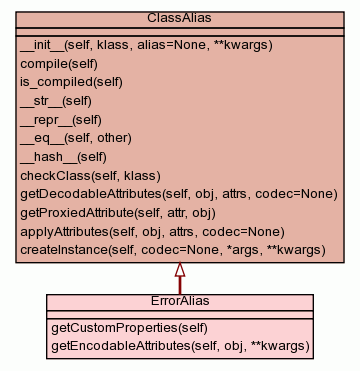 ClassAlias
__init__(self, klass, alias=None, **kwargs)
compile(self)
is_compiled(self)
__str__(self)
__repr__(self)
__eq__(self, other)
__hash__(self)
checkClass(self, klass)
getDecodableAttributes(self, obj, attrs, codec=None)
getProxiedAttribute(self, attr, obj)
applyAttributes(self, obj, attrs, codec=None)
createInstance(self, codec=None, *args, **kwargs)
ErrorAlias
getCustomProperties(self)
getEncodableAttributes(self, obj, **kwargs)